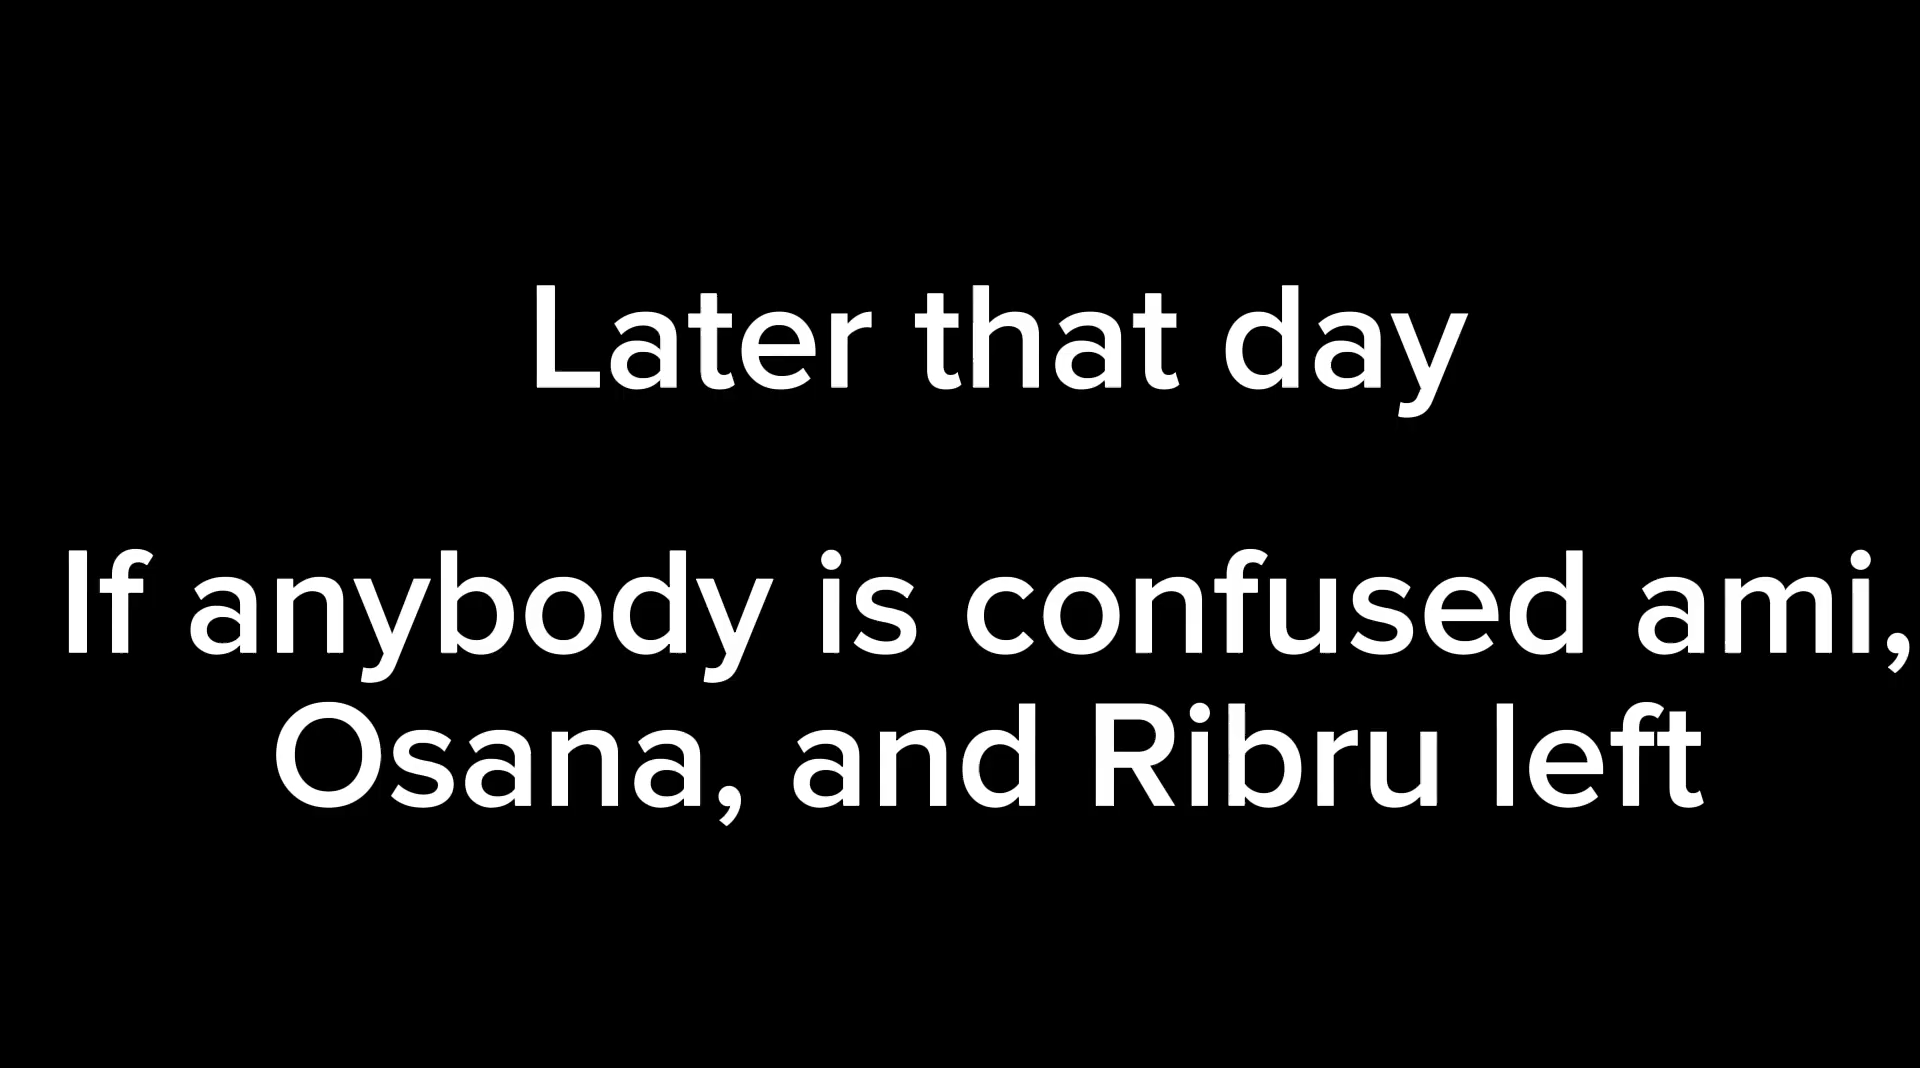 Later that day
If anybody is confused ami,
Osana, and Ribru left